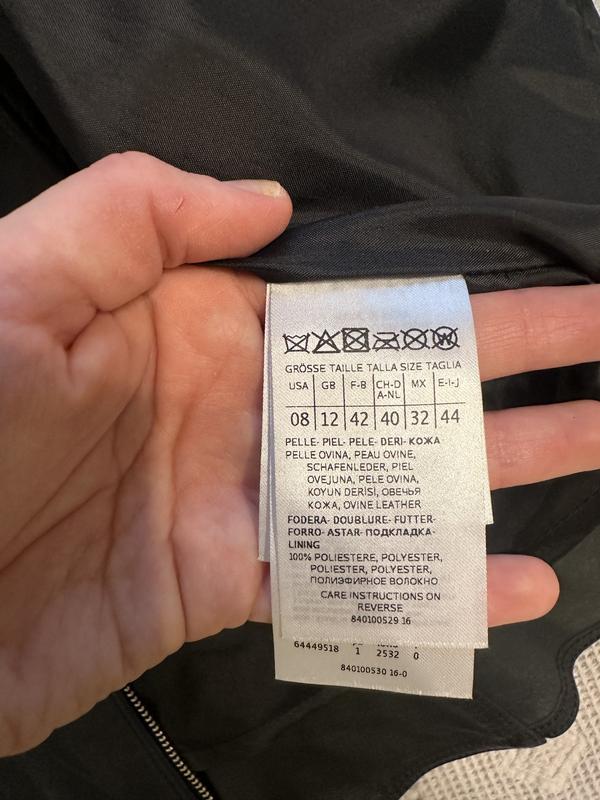 GRÖSSE TAILLE TALLA SIZE TAGLIA
USA GB F-B CH-D A-NL MX E-I-J
08 12 42 40 32 44
PELLE- PIEL- PELE- DERI- КОЖА
PELLE OVINA, PEAU OVINE,
SCHAFENLEDER, PIEL
OVEJUNA, PELE OVINA,
KOYUN DERİSİ, ОВЕЧЬЯ
КОЖА, OVINE LEATHER
FODERA- DOUBLURE- FUTTER-
FORRO- ASTAR- ПОДКЛАДКА-
LINING
100% POLIESTERE, POLYESTER,
POLIESTER, POLYESTER,
ПОЛИЭФИРНОЕ ВОЛОКНО
CARE INSTRUCTIONS ON
REVERSE
840100529 16
64449518 1 2532 0
840100530 16-0